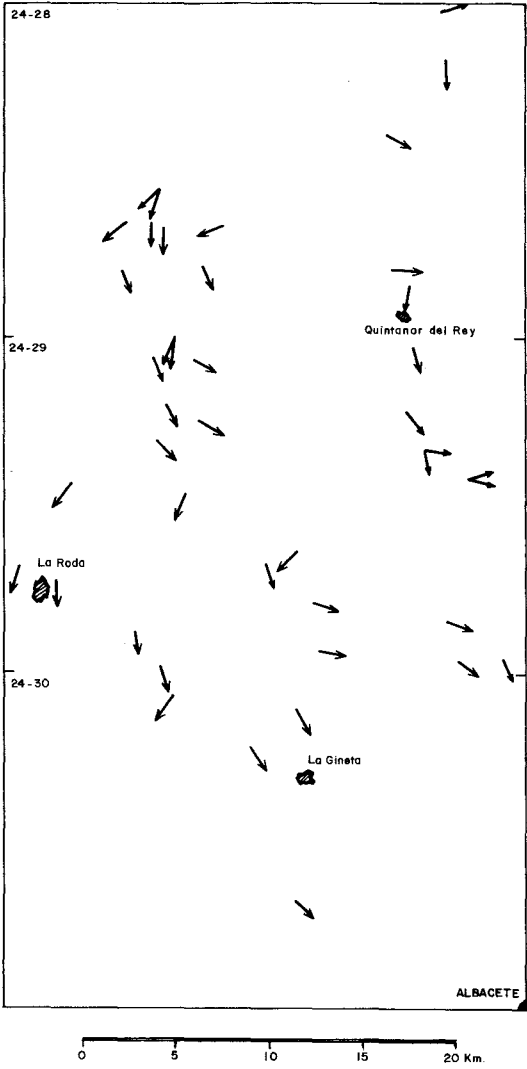 24-28
Quintanar del Rey
24-29
La Roda
24-30
La Gineta
ALBACETE
0 5 10 15 20 Km.